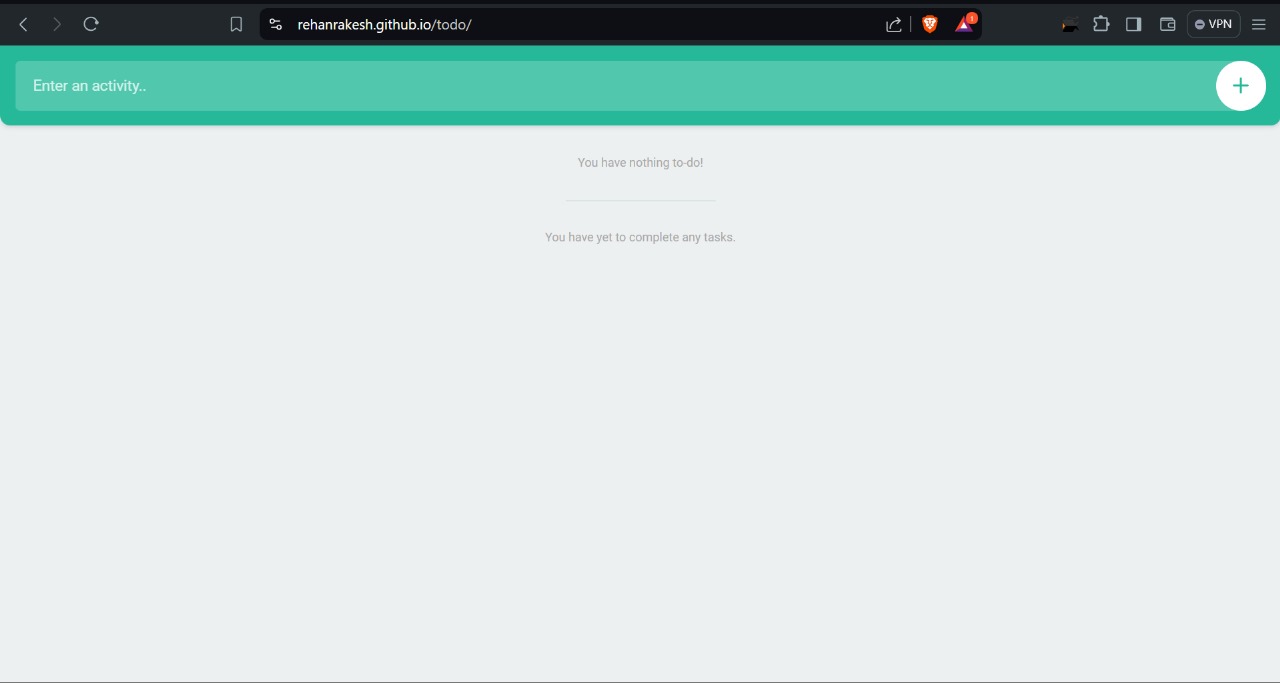 rehanrakesh.github.io/todo/
1
VPN
Enter an activity..
You have nothing to-do!
You have yet to complete any tasks.